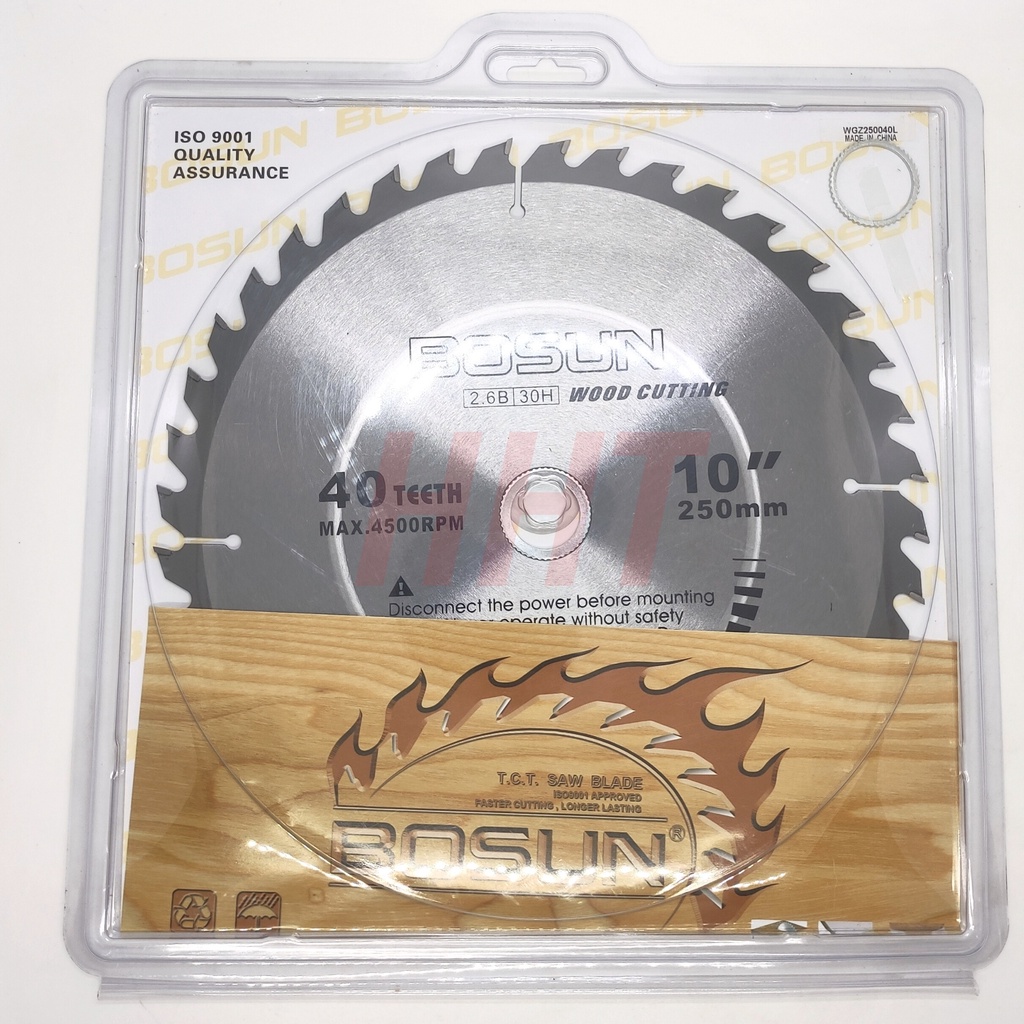 ISO 9001
QUALITY
ASSURANCE
WGZ250040L
MADE IN CHINA
BOSUN
2.6B 30H WOOD CUTTING
40 TEETH
MAX.4500RPM
10"
250mm
HHT
Disconnect the power before mounting
operate without safety
T.C.T. SAW BLADE
ISO9001 APPROVED
FASTER CUTTING, LONGER LASTING
BOSUN®